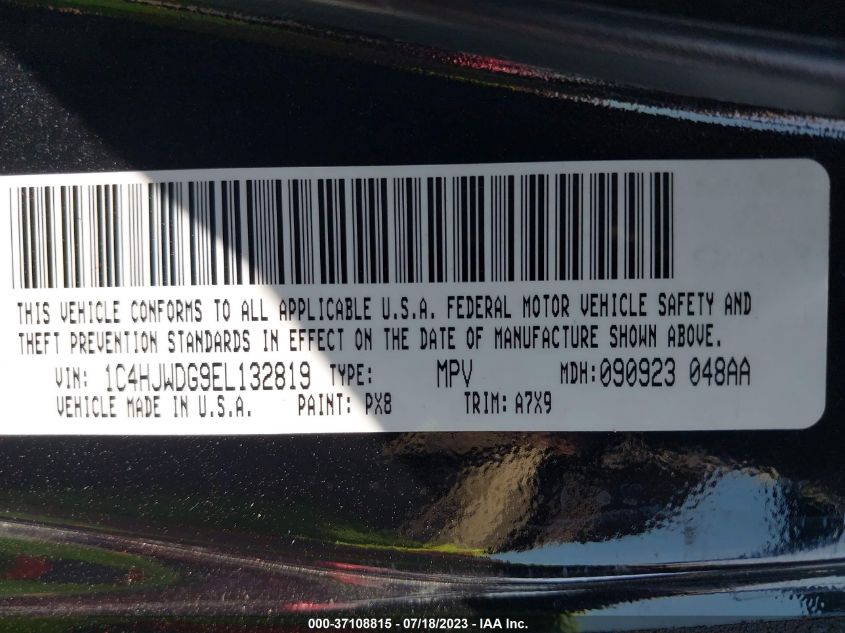 THIS VEHICLE CONFORMS TO ALL APPLICABLE U.S.A. FEDERAL MOTOR VEHICLE SAFETY AND
THEFT PREVENTION STANDARDS IN EFFECT ON THE DATE OF MANUFACTURE SHOWN ABOVE.
VIN: 1C4HJWDG9EL132819 TYPE: MPV MDH:090923 048AA
VEHICLE MADE IN U.S.A. PAINT: PX8 TRIM: A7X9
000-37108815 - 07/18/2023 - IAA Inc.